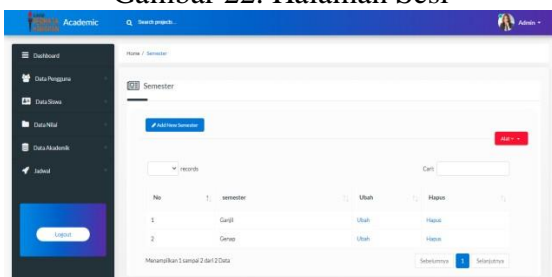 Gambar 22. Halaman Sesi
Academic
Search projects...
Admin
Dashboard
Home / Semester
Data Pengguna
Data Siswa
Data Nilai
Data Akademik
Jadwal
Logout
Semester
Add New Semester
Alat
records
Cari:
No semester Ubah Hapus
1 Ganjil Ubah Hapus
2 Genap Ubah Hapus
Menampilkan 1 sampai 2 dari 2 Data
Sebelumnya 1 Selanjutnya